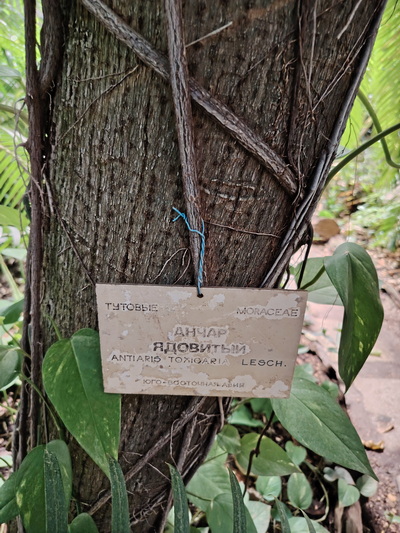 ТУТОВЫЕ MORACEAE
АНЧАР
ЯДОВИТЫЙ
ANTIARIS TOXICARIA LESCH.
ЮГО-ВОСТОЧНАЯ АЗИЯ